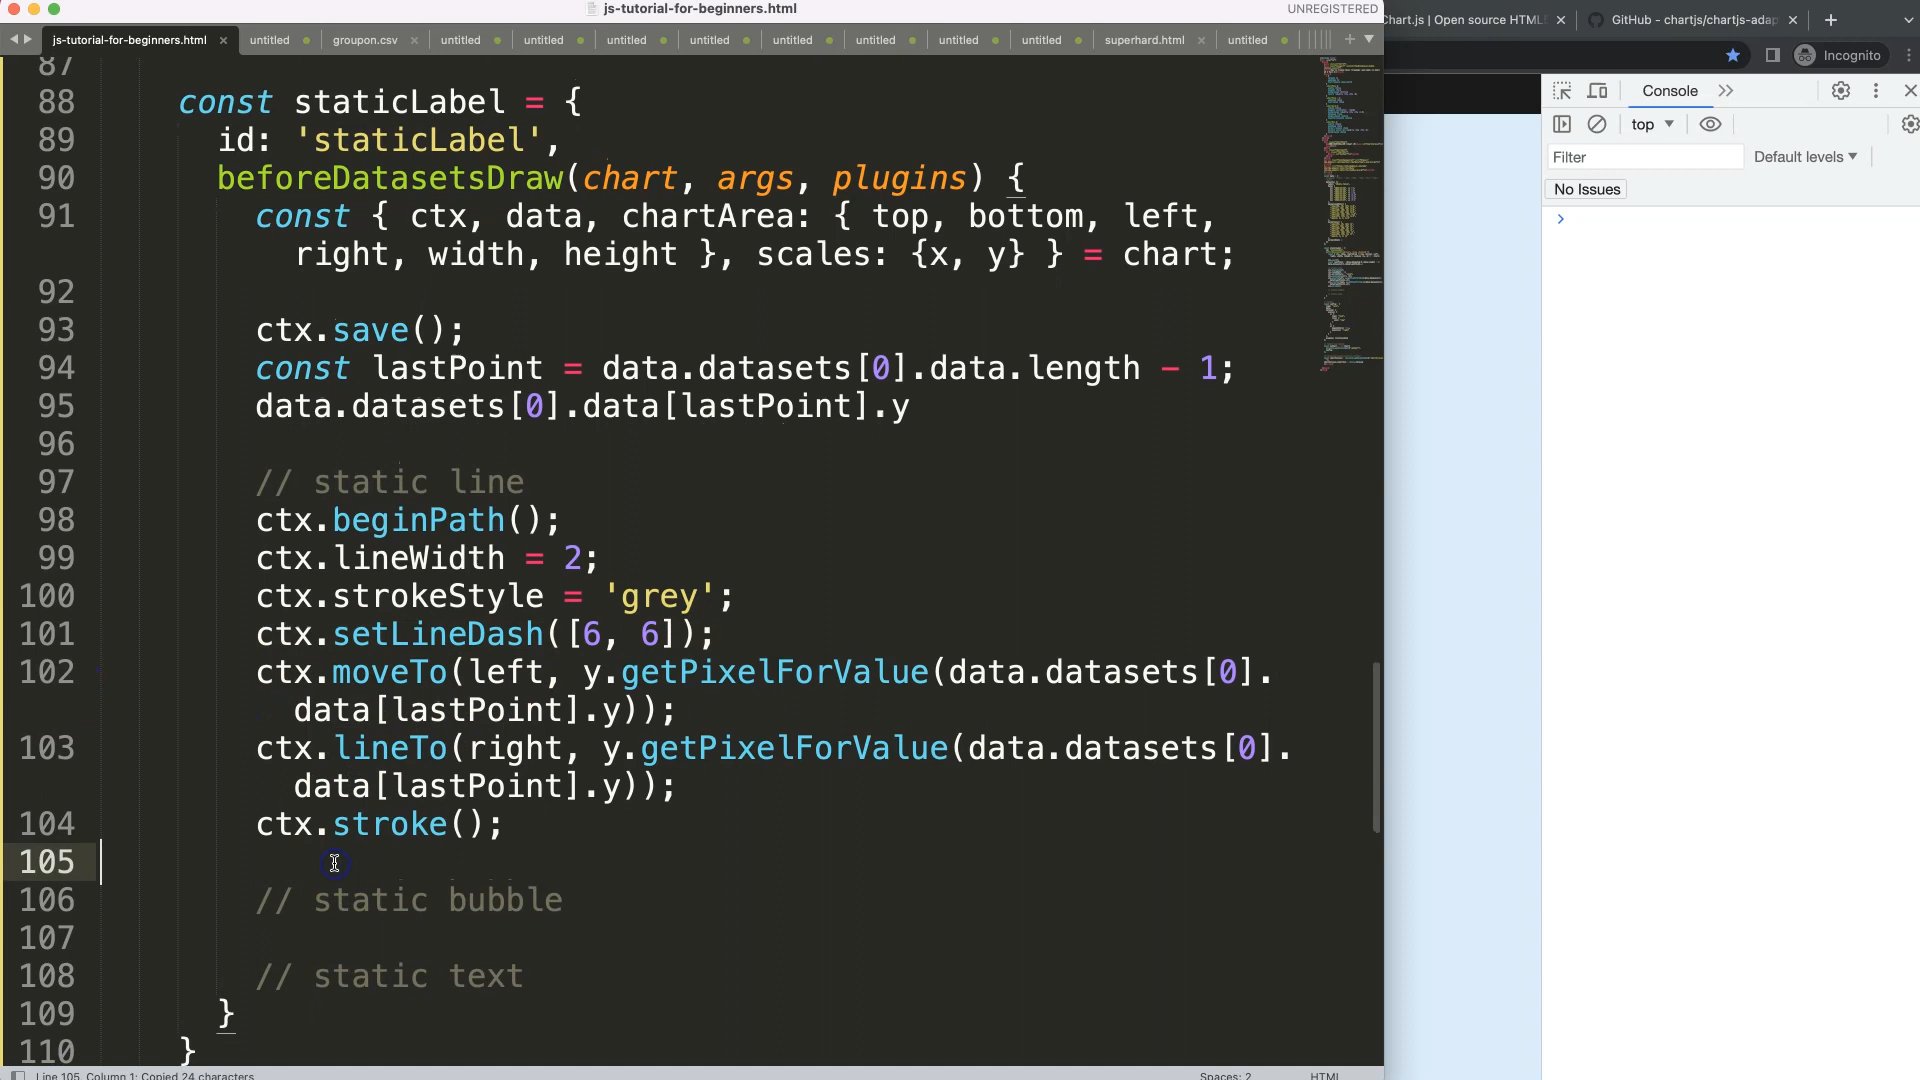 js-tutorial-for-beginners.html
UNREGISTERED
js-tutorial-for-beginners.html × untitled groupon.csv × untitled untitled untitled untitled untitled untitled untitled untitled superhard.html × untitled +
Chart.js | Open source HTML × GitHub - chartjs/chartjs-adap × +
Incognito
Console »
top
Filter Default levels
No Issues
87
88 const staticLabel = {
89 id: 'staticLabel',
90 beforeDatasetsDraw(chart, args, plugins) {
91 const { ctx, data, chartArea: { top, bottom, left,
right, width, height }, scales: {x, y} } = chart;
92
93 ctx.save();
94 const lastPoint = data.datasets[0].data.length - 1;
95 data.datasets[0].data[lastPoint].y
96
97 // static line
98 ctx.beginPath();
99 ctx.lineWidth = 2;
100 ctx.strokeStyle = 'grey';
101 ctx.setLineDash([6, 6]);
102 ctx.moveTo(left, y.getPixelForValue(data.datasets[0].
data[lastPoint].y));
103 ctx.lineTo(right, y.getPixelForValue(data.datasets[0].
data[lastPoint].y));
104 ctx.stroke();
105
106 // static bubble
107
108 // static text
109 }
110 }
Line 105, Column 1; Copied 24 characters
Spaces: 2 HTML